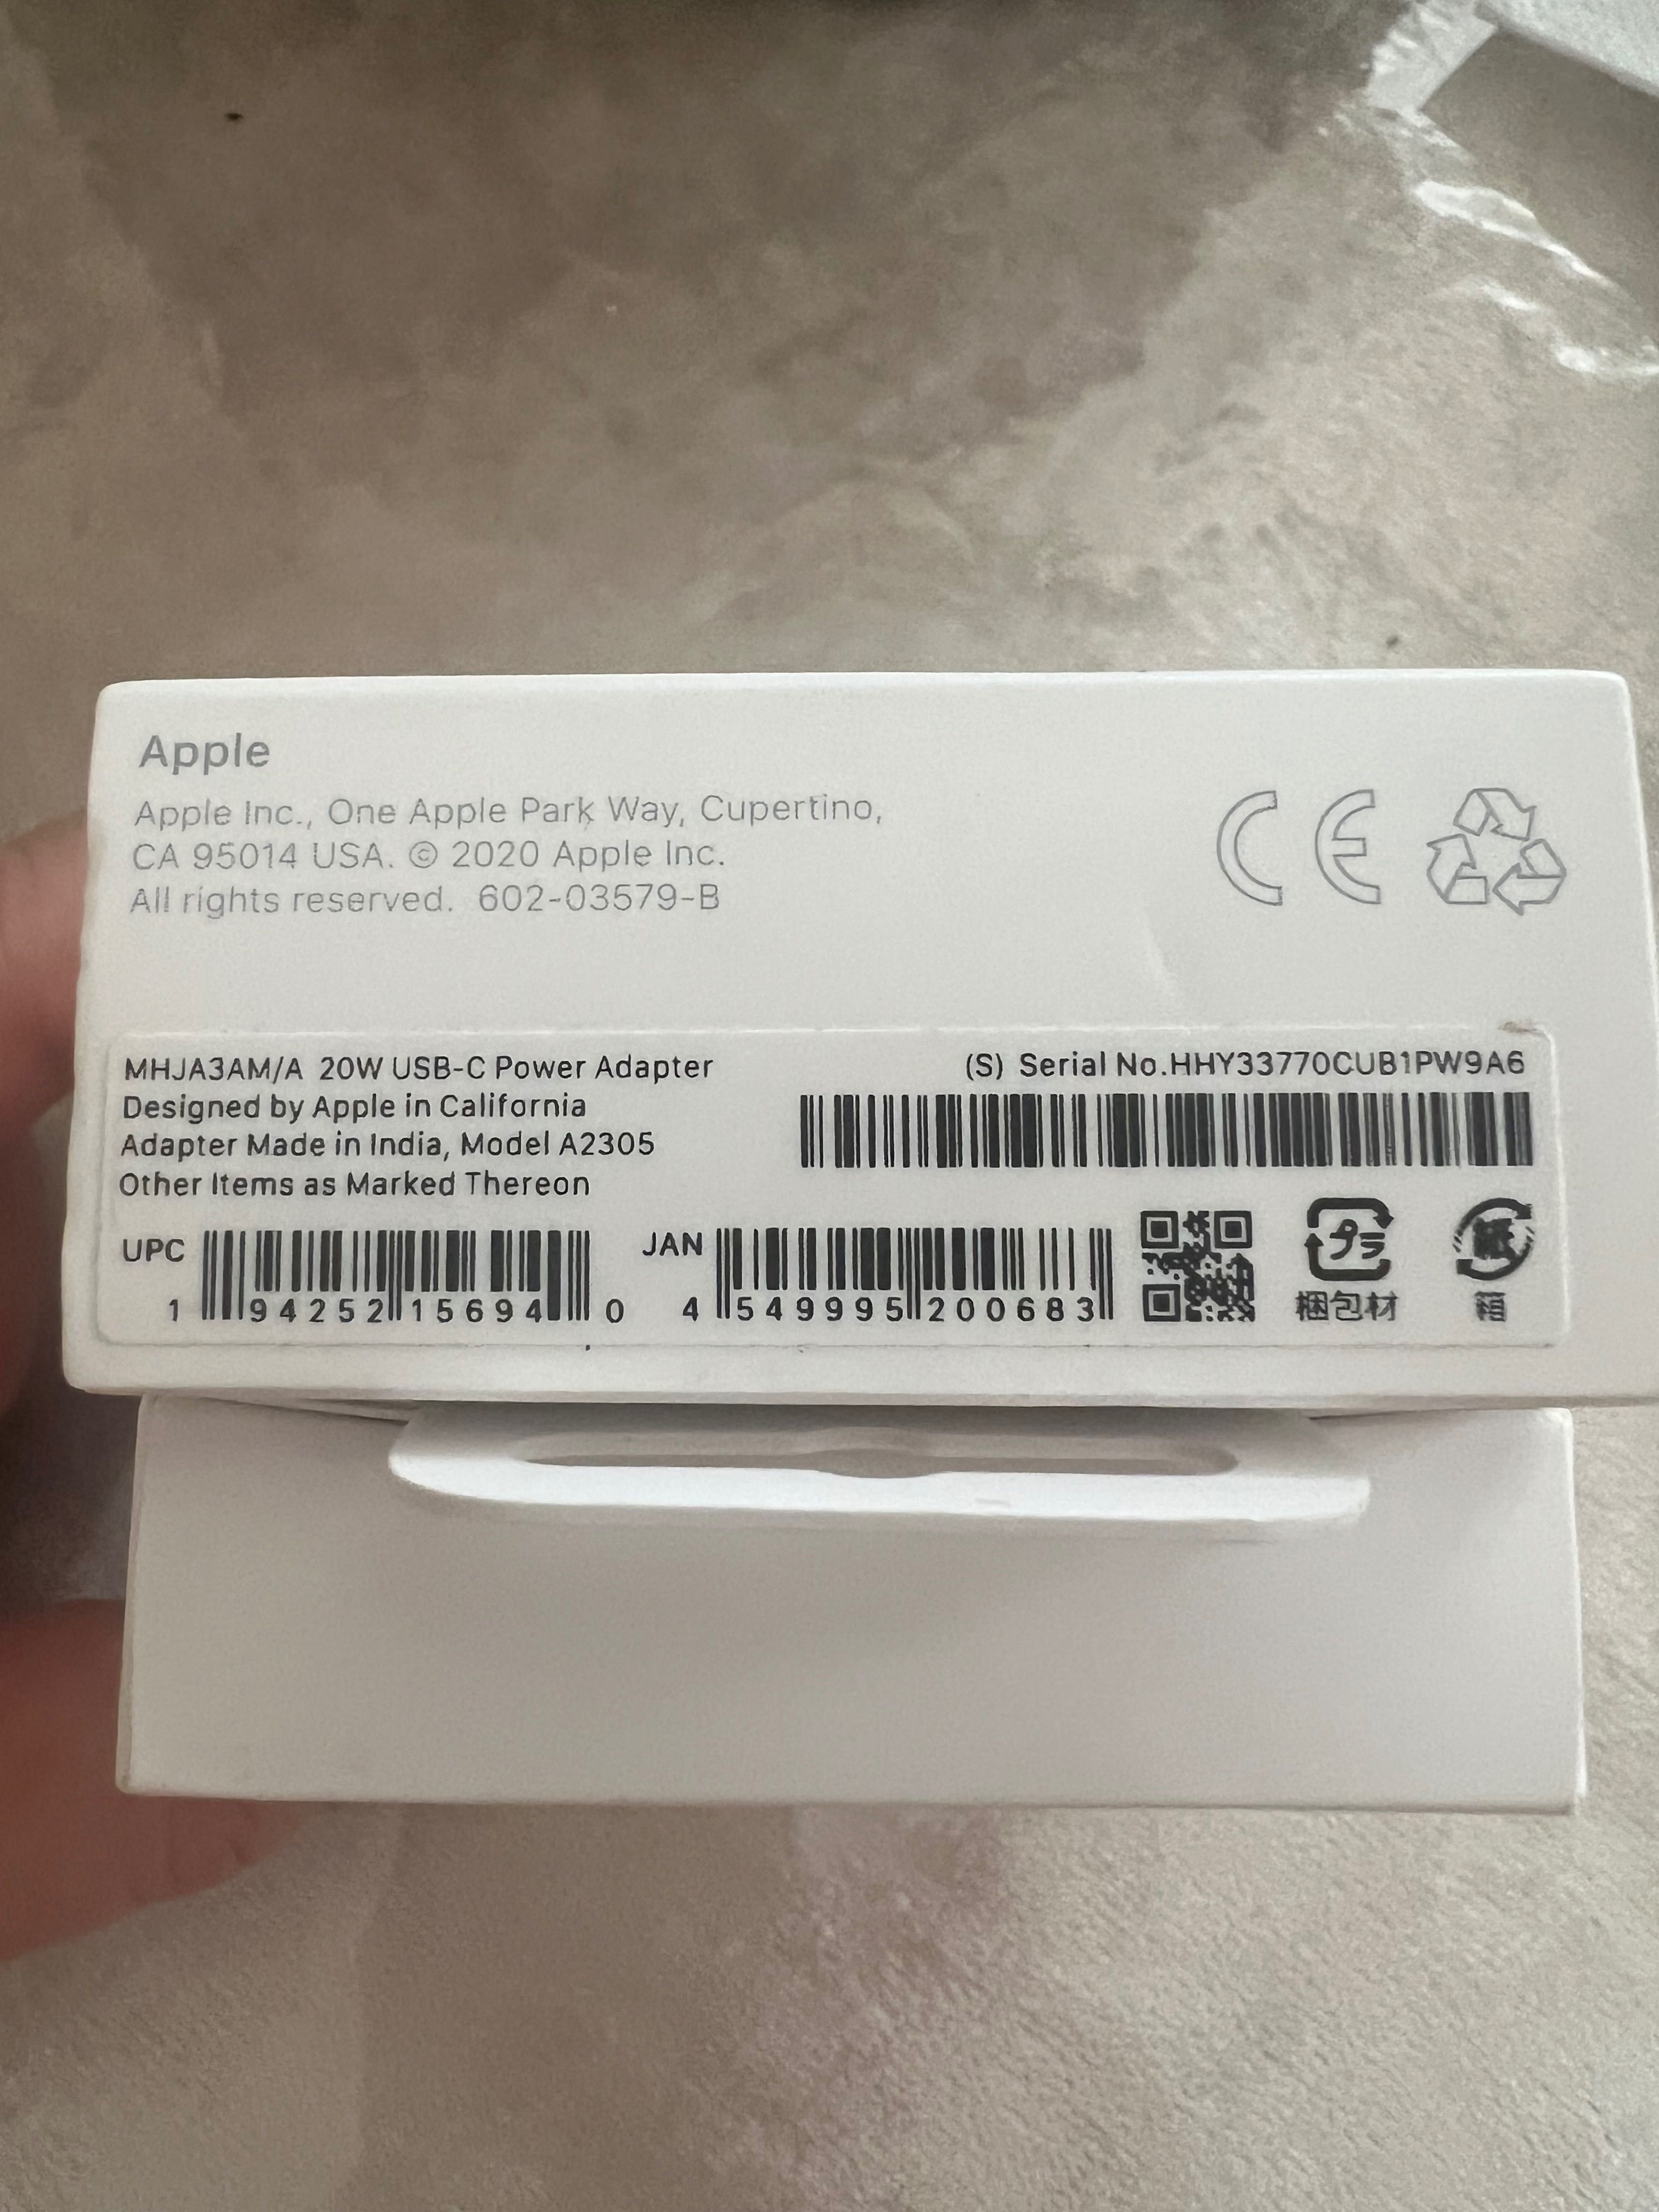 Apple
Apple Inc., One Apple Park Way, Cupertino,
CA 95014 USA. © 2020 Apple Inc.
All rights reserved. 602-03579-B
MHJA3AM/A 20W USB-C Power Adapter
Designed by Apple in California
Adapter Made in India, Model A2305
Other Items as Marked Thereon
(S) Serial No.HHY33770CUB1PW9A6
UPC
1 94252 15694 0
JAN
4 549995 200683
プラ
梱包材
箱